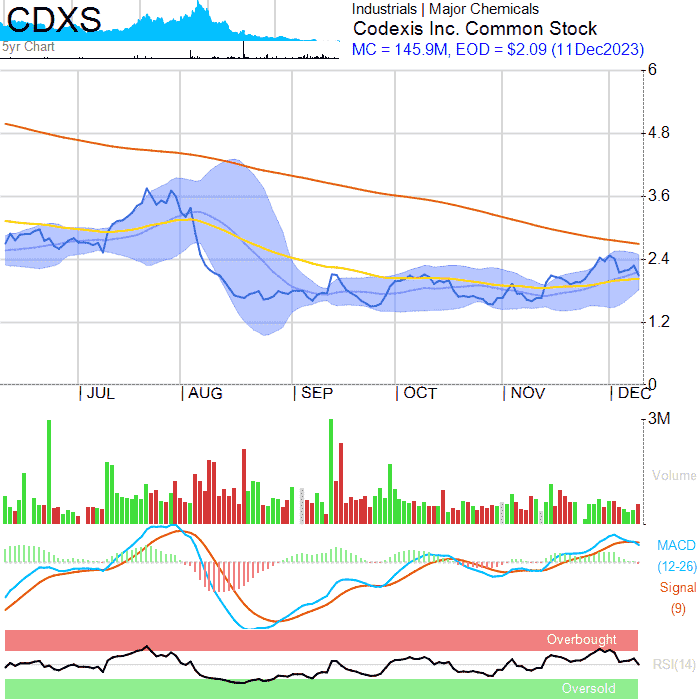 CDXS
Industrials | Major Chemicals
Codexis Inc. Common Stock
5yr Chart
MC = 145.9M, EOD = $2.09 (11Dec2023)
6
4.8
3.6
2.4
1.2
0
| JUL | AUG | SEP | OCT | NOV | DEC
3M
Volume
MACD
(12-26)
Signal
(9)
Overbought
RSI(14)
Oversold